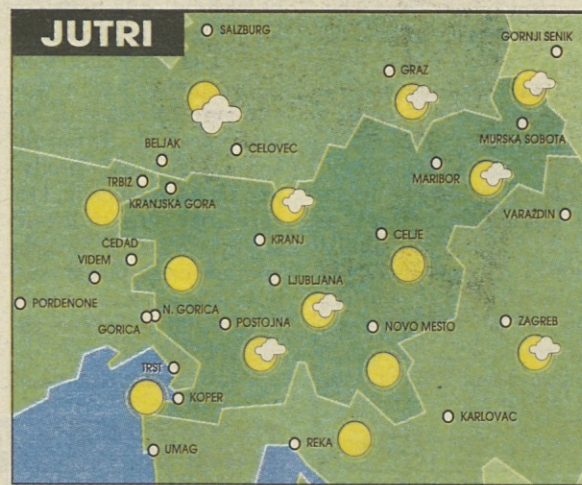 JUTRI
SALZBURG
GORNJI SENIK
GRAZ
MURSKA SOBOTA
BELJAK
CELOVEC
MARIBOR
TRBIŽ
KRANJSKA GORA
VARAŽDIN
KRANJ
CELJE
ČEDAD
VIDEM
LJUBLJANA
PORDENONE
N. GORICA
GORICA
POSTOJNA
NOVO MESTO
ZAGREB
TRST
KOPER
KARLOVAC
UMAG
REKA